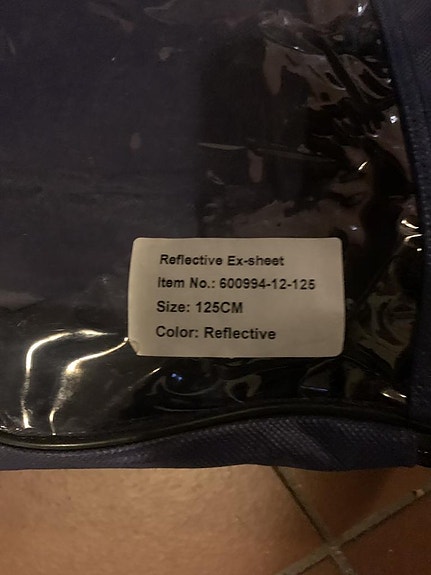 Reflective Ex-sheet
Item No.: 600994-12-125
Size: 125CM
Color: Reflective